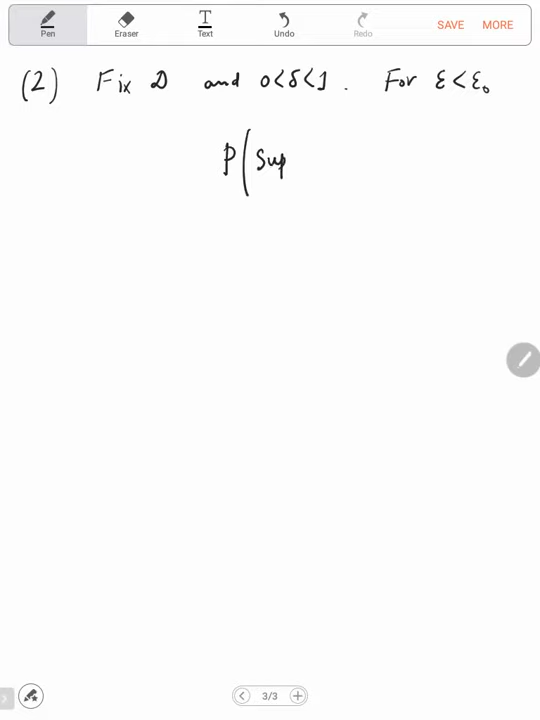 Pen Eraser Text Undo Redo SAVE MORE
(2) Fix D and 0<δ<1. For ε<ε₀
P( Sup
3/3